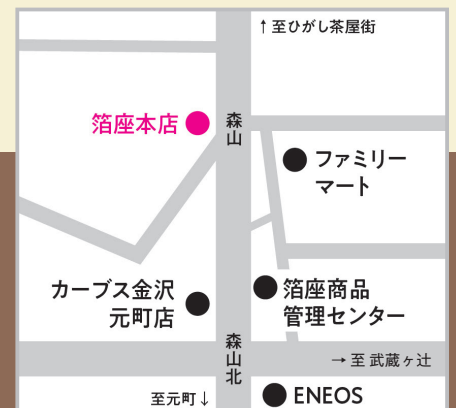 ↑至ひがし茶屋街
箔座本店
森山
ファミリー
マート
カーブス金沢
元町店
箔座商品
管理センター
森山北
→至 武蔵ヶ辻
至元町↓
ENEOS